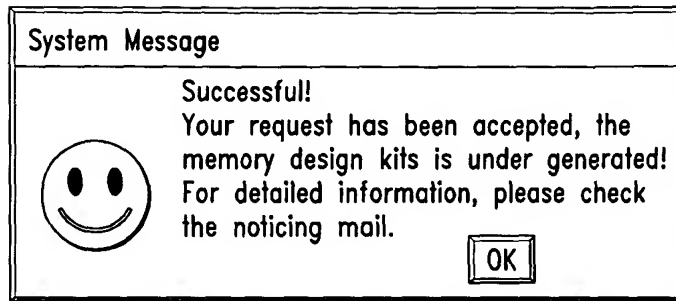 System Message
Successful!
Your request has been accepted, the
memory design kits is under generated!
For detailed information, please check
the noticing mail.
OK